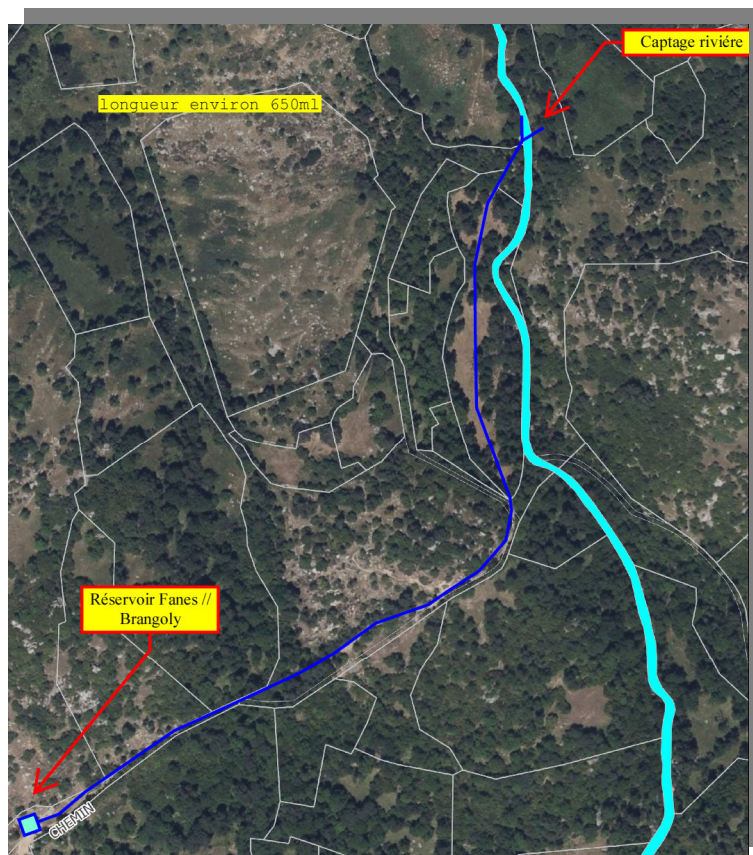 Captage riviére
longueur environ 650ml
Réservoir Fanes //
Brangoly
CHEMIN